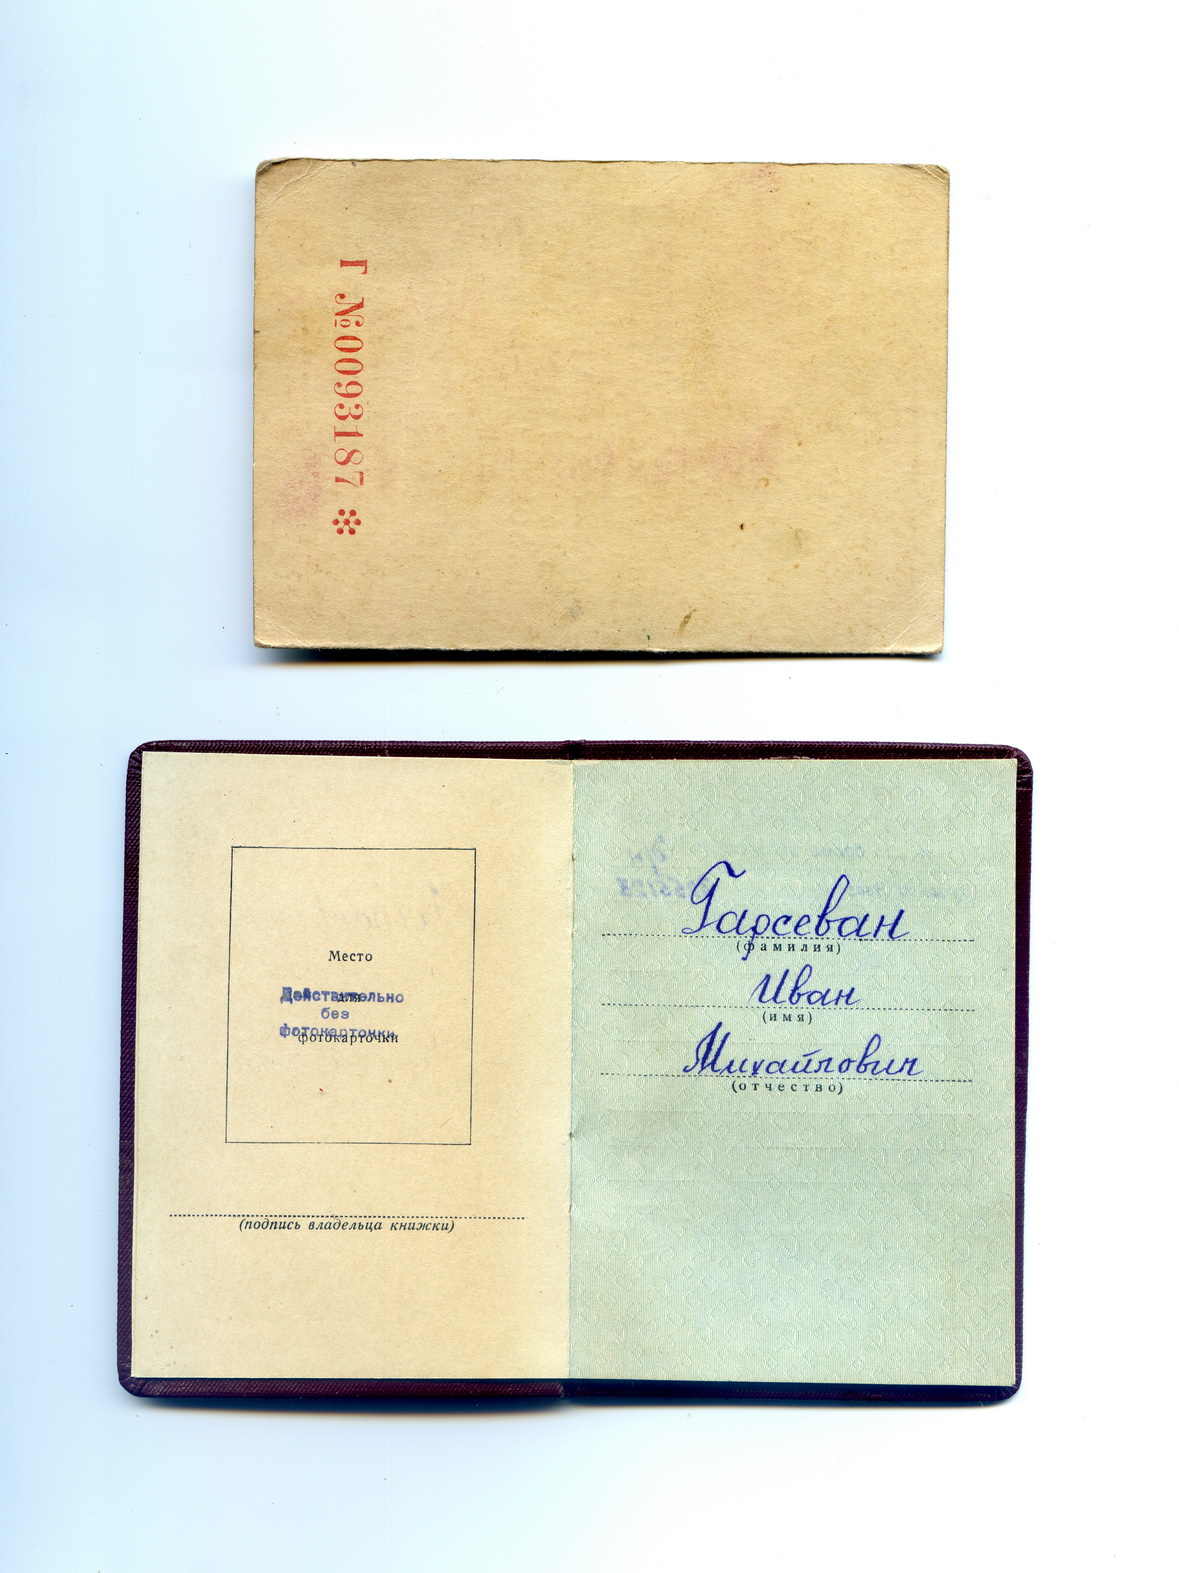 Г №0093187
Место
для
фотокарточки
Действительно
без
фотокарточки
(подпись владельца книжки)
Гарсеван
(фамилия)
Иван
(имя)
Михайлович
(отчество)